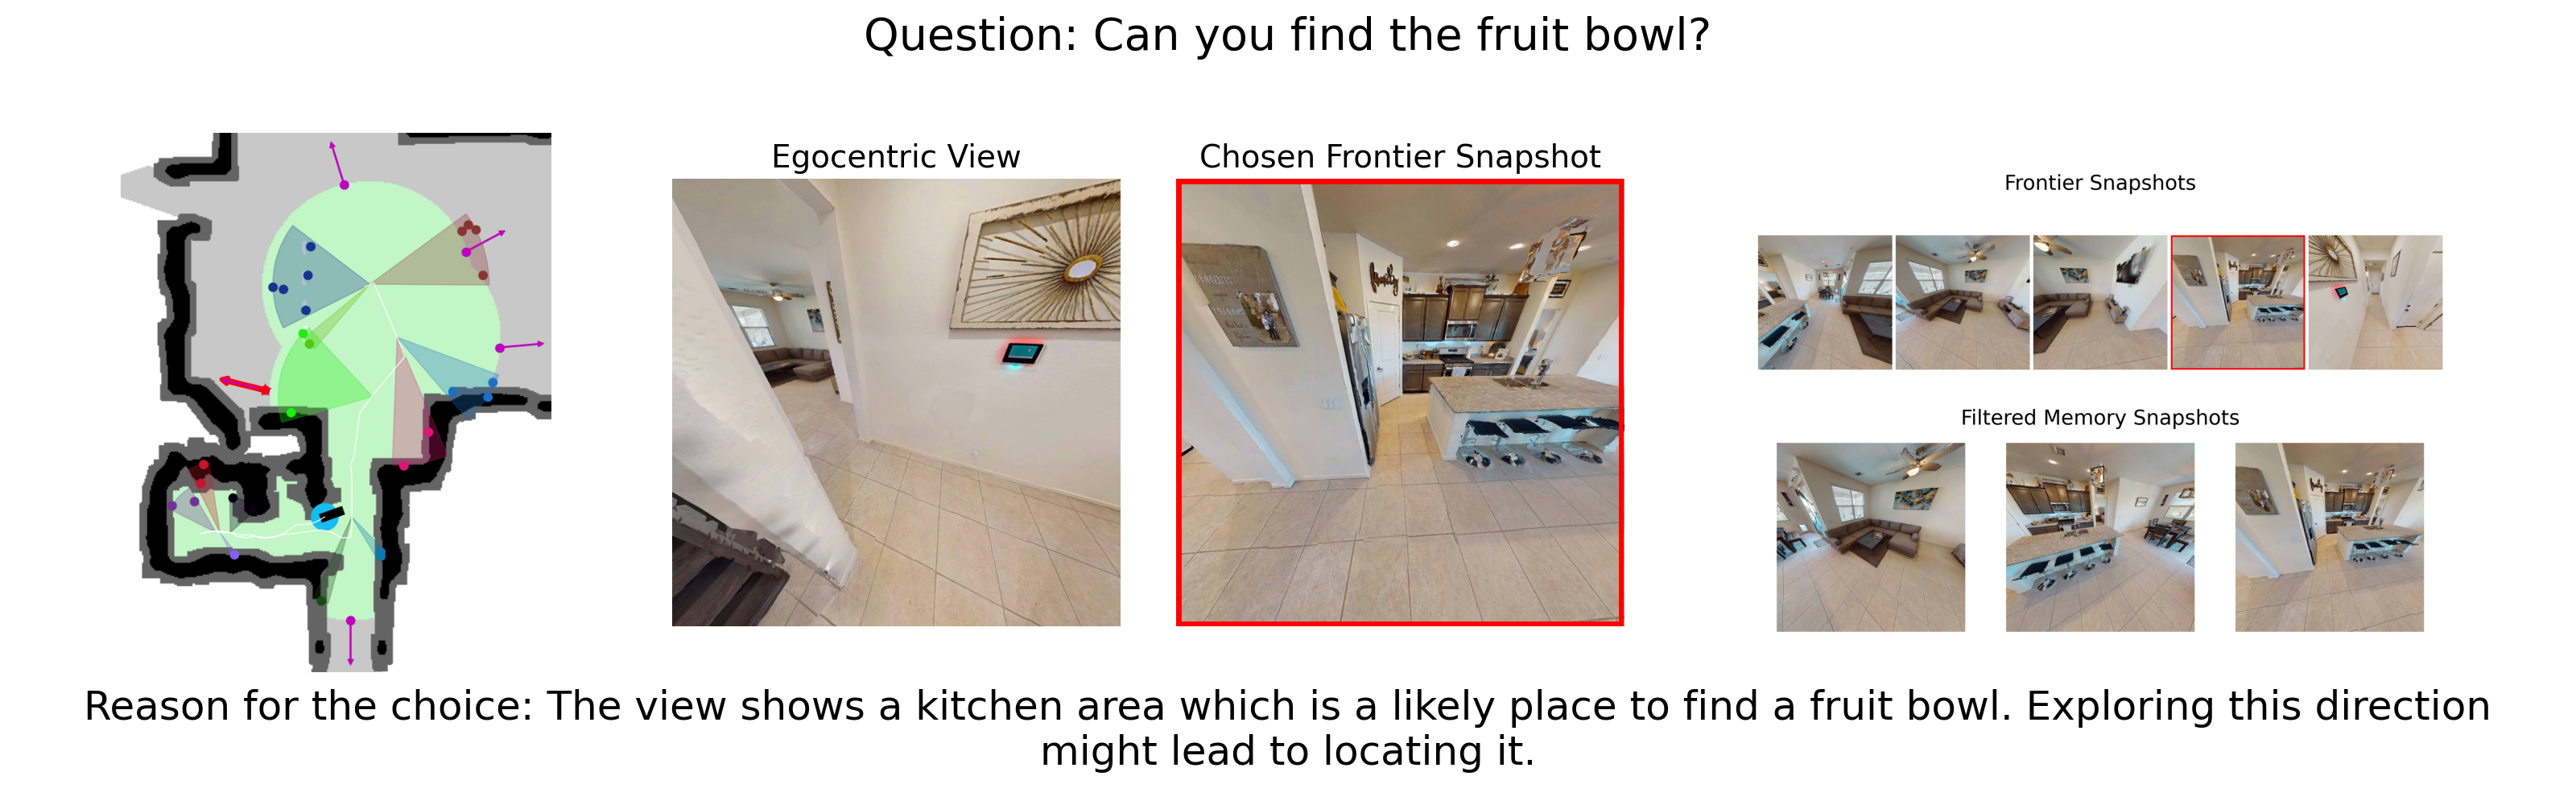 Question: Can you find the fruit bowl?
Egocentric View
Chosen Frontier Snapshot
Frontier Snapshots
Filtered Memory Snapshots
Reason for the choice: The view shows a kitchen area which is a likely place to find a fruit bowl. Exploring this direction
might lead to locating it.